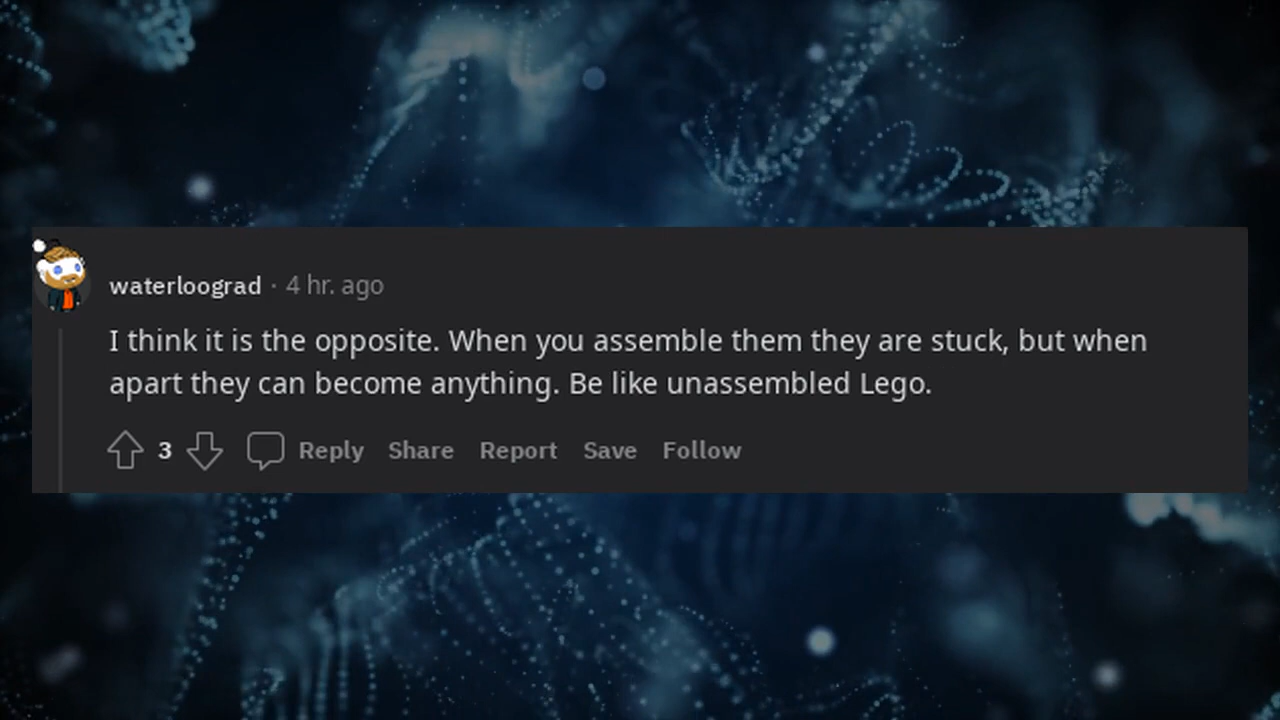 waterloograd · 4 hr. ago
I think it is the opposite. When you assemble them they are stuck, but when
apart they can become anything. Be like unassembled Lego.
3 Reply Share Report Save Follow